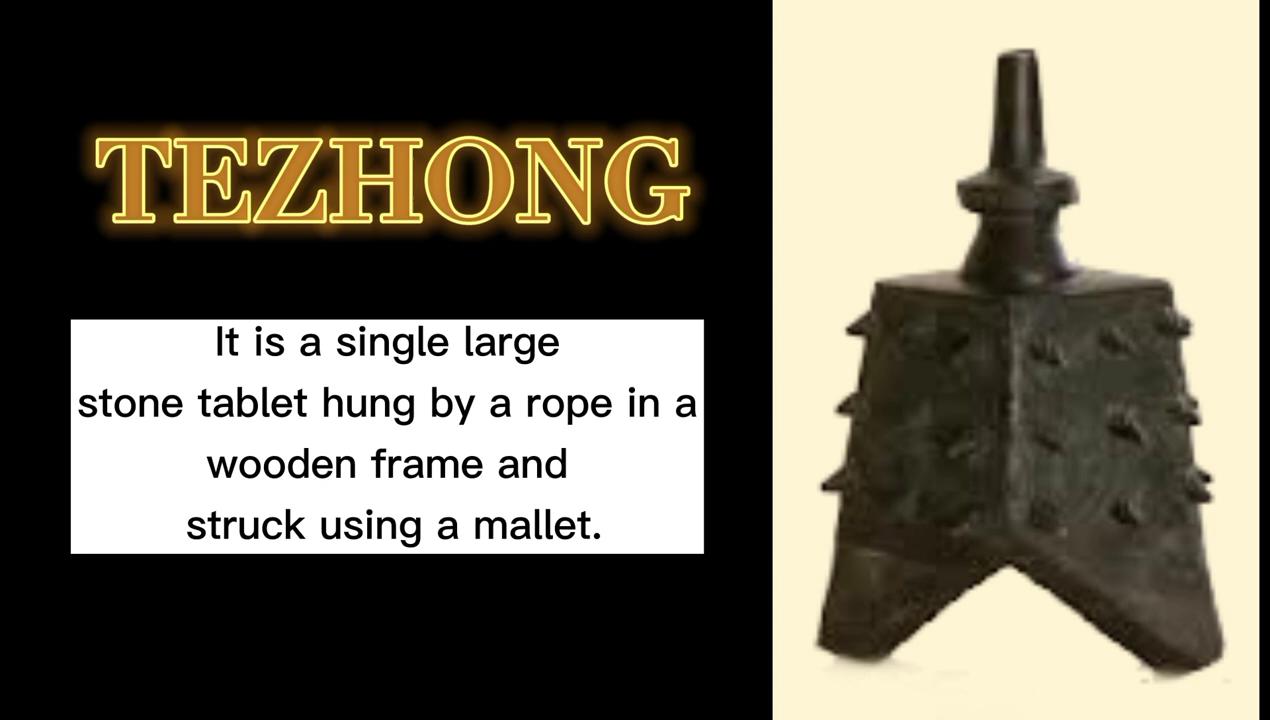 TEZHONG
It is a single large
stone tablet hung by a rope in a
wooden frame and
struck using a mallet.